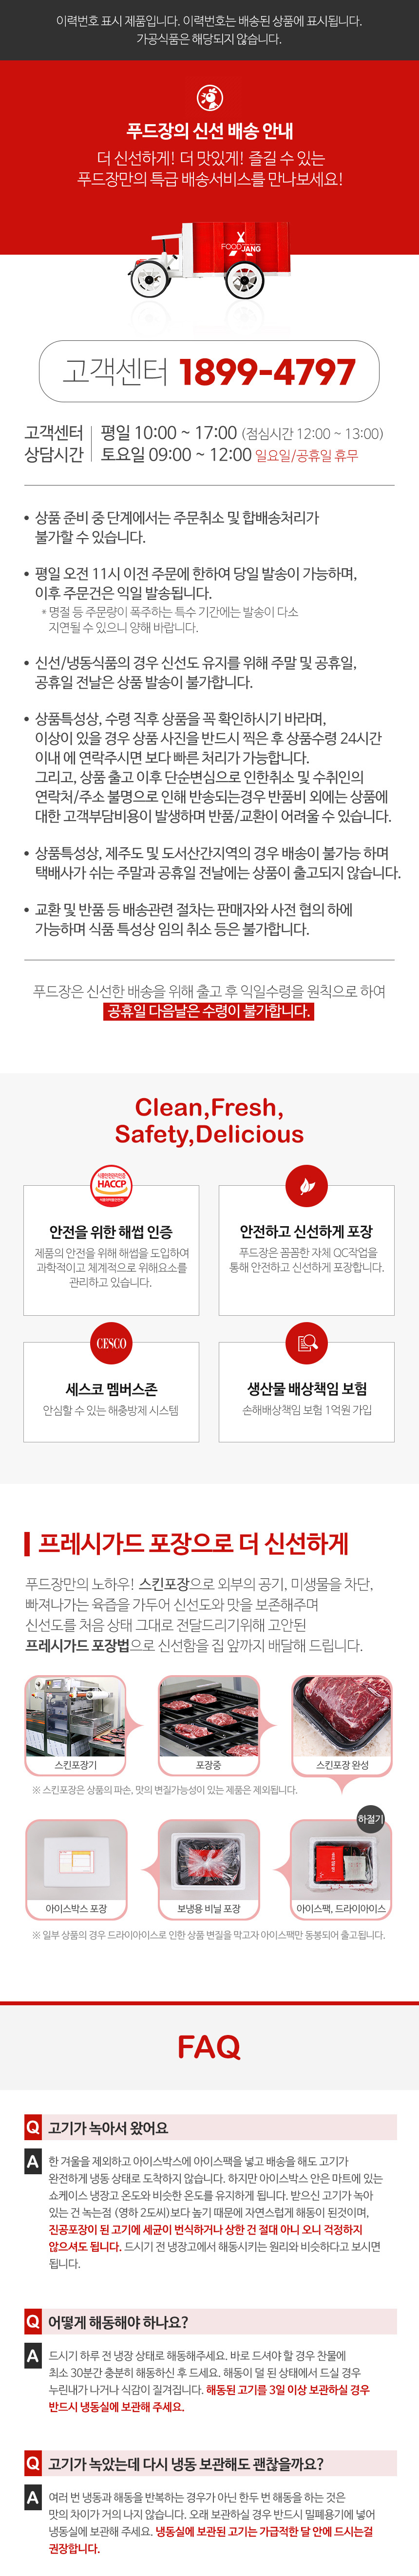 이력번호 표시 제품입니다. 이력번호는 배송된 상품에 표시됩니다.
가공식품은 해당되지 않습니다.
푸드장의 신선 배송 안내
더 신선하게! 더 맛있게! 즐길 수 있는
푸드장만의 특급 배송서비스를 만나보세요!
FOOD JANG
고객센터 1899-4797
고객센터 평일 10:00 ~ 17:00 (점심시간 12:00 ~ 13:00)
상담시간 토요일 09:00 ~ 12:00 일요일/공휴일 휴무
• 상품 준비 중 단계에서는 주문취소 및 합배송처리가
불가할 수 있습니다.
• 평일 오전 11시 이전 주문에 한하여 당일 발송이 가능하며,
이후 주문건은 익일 발송됩니다.
* 명절 등 주문량이 폭주하는 특수 기간에는 발송이 다소
지연될 수 있으니 양해 바랍니다.
• 신선/냉동식품의 경우 신선도 유지를 위해 주말 및 공휴일,
공휴일 전날은 상품 발송이 불가합니다.
• 상품특성상, 수령 직후 상품을 꼭 확인하시기 바라며,
이상이 있을 경우 상품 사진을 반드시 찍은 후 상품수령 24시간
이내 에 연락주시면 보다 빠른 처리가 가능합니다.
그리고, 상품 출고 이후 단순변심으로 인한취소 및 수취인의
연락처/주소 불명으로 인해 반송되는경우 반품비 외에는 상품에
대한 고객부담비용이 발생하며 반품/교환이 어려울 수 있습니다.
• 상품특성상, 제주도 및 도서산간지역의 경우 배송이 불가능 하며
택배사가 쉬는 주말과 공휴일 전날에는 상품이 출고되지 않습니다.
• 교환 및 반품 등 배송관련 절차는 판매자와 사전 협의 하에
가능하며 식품 특성상 임의 취소 등은 불가합니다.
푸드장은 신선한 배송을 위해 출고 후 익일수령을 원칙으로 하여
공휴일 다음날은 수령이 불가합니다.
Clean,Fresh,
Safety,Delicious
HACCP
안전을 위한 해썹 인증
제품의 안전을 위해 해썹을 도입하여
과학적이고 체계적으로 위해요소를
관리하고 있습니다.
안전하고 신선하게 포장
푸드장은 꼼꼼한 자체 QC작업을
통해 안전하고 신선하게 포장합니다.
CESCO
세스코 멤버스존
안심할 수 있는 해충방제 시스템
생산물 배상책임 보험
손해배상책임 보험 1억원 가입
프레시가드 포장으로 더 신선하게
푸드장만의 노하우! 스킨포장으로 외부의 공기, 미생물을 차단,
빠져나가는 육즙을 가두어 신선도와 맛을 보존해주며
신선도를 처음 상태 그대로 전달드리기위해 고안된
프레시가드 포장법으로 신선함을 집 앞까지 배달해 드립니다.
스킨포장기
포장중
스킨포장 완성
※ 스킨포장은 상품의 파손, 맛의 변질가능성이 있는 제품은 제외됩니다.
하절기
아이스박스 포장
보냉용 비닐 포장
아이스팩, 드라이아이스
※ 일부 상품의 경우 드라이아이스로 인한 상품 변질을 막고자 아이스팩만 동봉되어 출고됩니다.
FAQ
Q 고기가 녹아서 왔어요
A 한 겨울을 제외하고 아이스박스에 아이스팩을 넣고 배송을 해도 고기가
완전하게 냉동 상태로 도착하지 않습니다. 하지만 아이스박스 안은 마트에 있는
쇼케이스 냉장고 온도와 비슷한 온도를 유지하게 됩니다. 받으신 고기가 녹아
있는 건 녹는점 (영하 2도씨)보다 높기 때문에 자연스럽게 해동이 된것이며,
진공포장이 된 고기에 세균이 번식하거나 상한 건 절대 아니 오니 걱정하지
않으셔도 됩니다. 드시기 전 냉장고에서 해동시키는 원리와 비슷하다고 보시면
됩니다.
Q 어떻게 해동해야 하나요?
A 드시기 하루 전 냉장 상태로 해동해주세요. 바로 드셔야 할 경우 찬물에
최소 30분간 충분히 해동하신 후 드세요. 해동이 덜 된 상태에서 드실 경우
누린내가 나거나 식감이 질겨집니다. 해동된 고기를 3일 이상 보관하실 경우
반드시 냉동실에 보관해 주세요.
Q 고기가 녹았는데 다시 냉동 보관해도 괜찮을까요?
A 여러 번 냉동과 해동을 반복하는 경우가 아닌 한두 번 해동을 하는 것은
맛의 차이가 거의 나지 않습니다. 오래 보관하실 경우 반드시 밀폐용기에 넣어
냉동실에 보관해 주세요. 냉동실에 보관된 고기는 가급적한 달 안에 드시는걸
권장합니다.